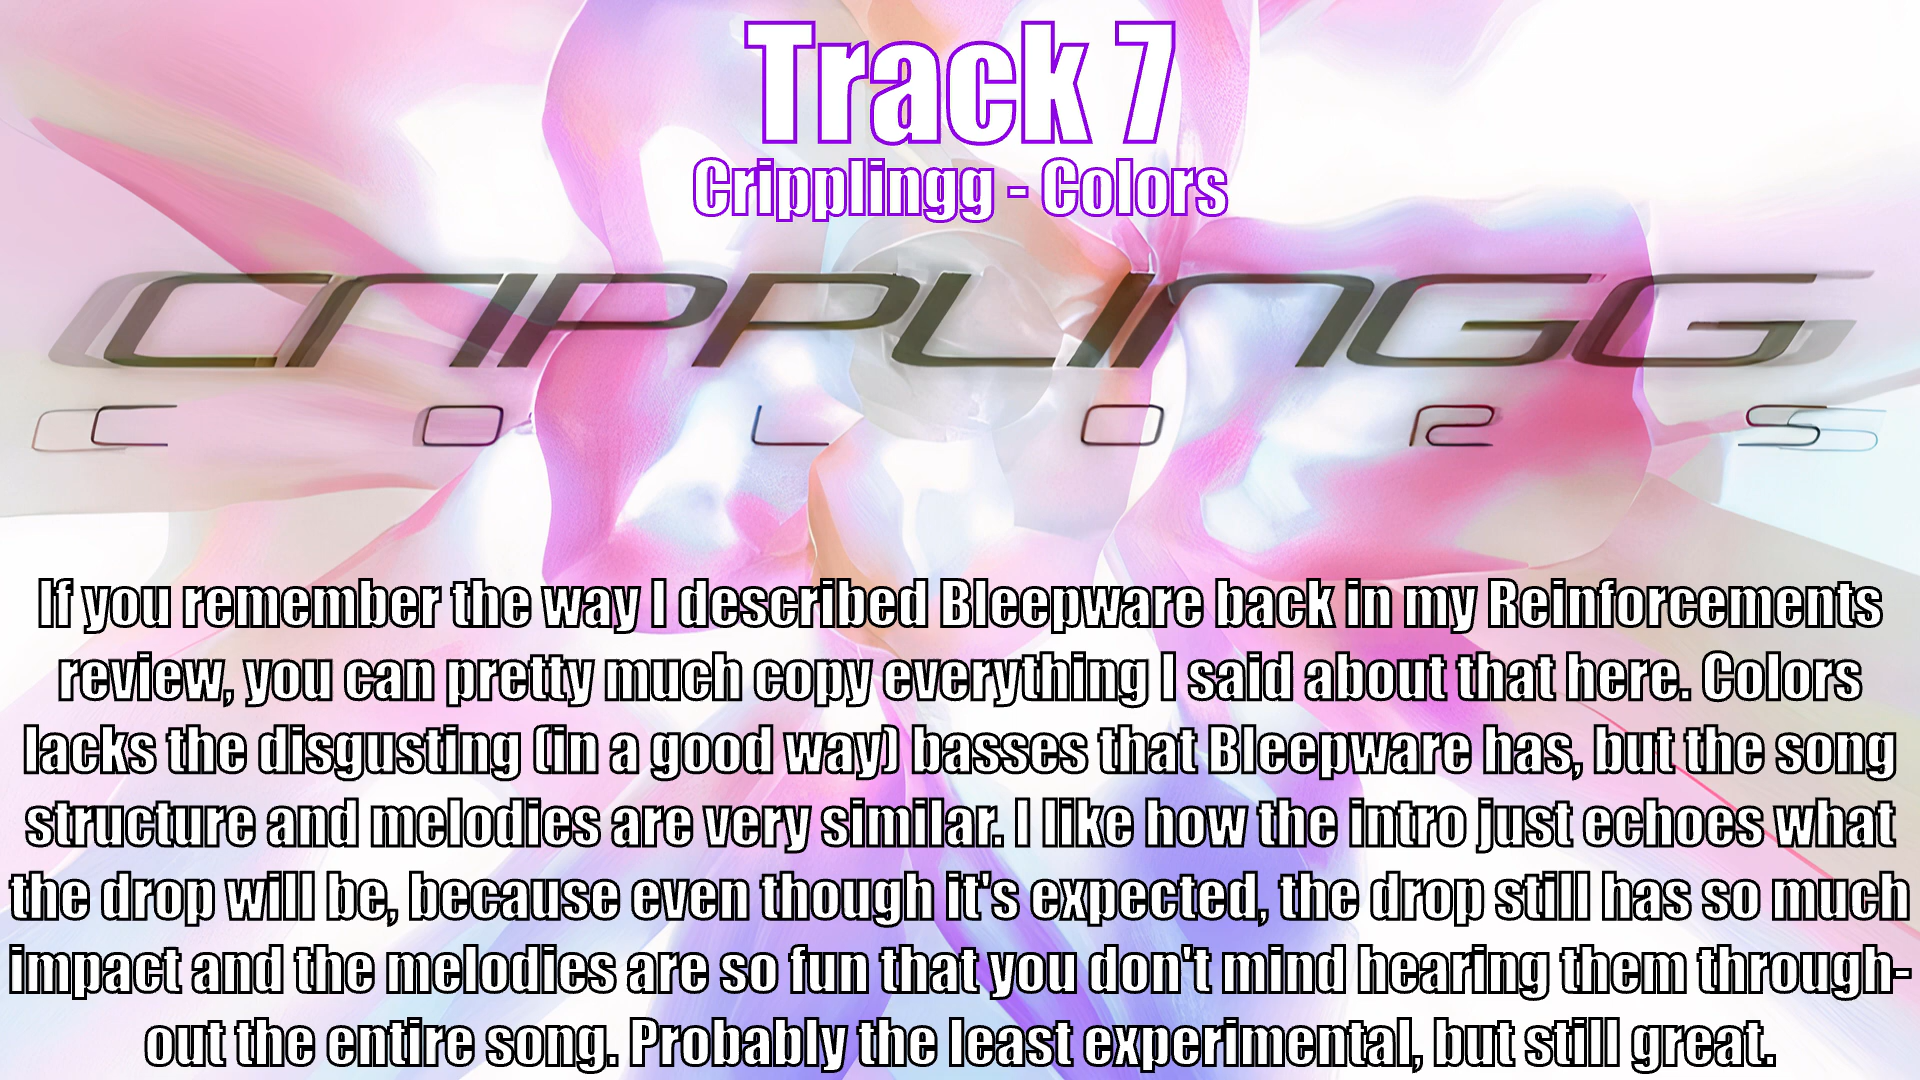 Track 7
Cripplingg - Colors
CRIPPLINGG
COLORS
If you remember the way I described Bleepware back in my Reinforcements
review, you can pretty much copy everything I said about that here. Colors
lacks the disgusting (in a good way) basses that Bleepware has, but the song
structure and melodies are very similar. I like how the intro just echoes what
the drop will be, because even though it's expected, the drop still has so much
impact and the melodies are so fun that you don't mind hearing them through-
out the entire song. Probably the least experimental, but still great.